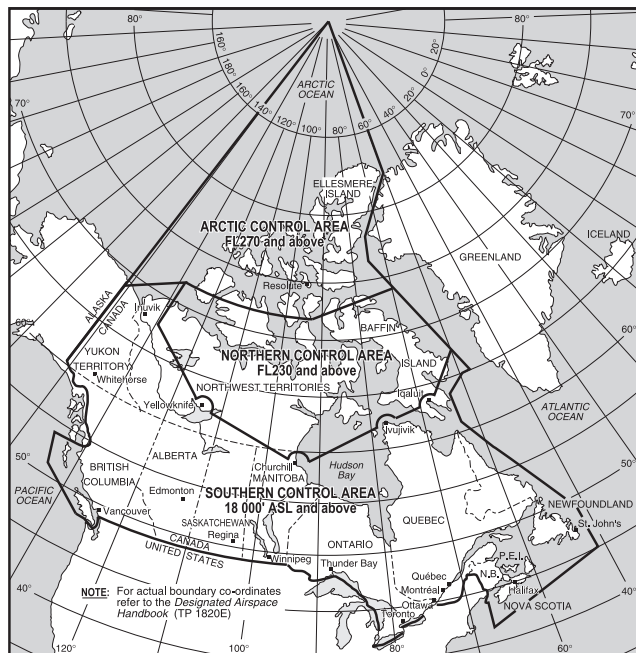 80°
80°
160°
160°
20°
160°
0°
140°
20°
120°
100°
80°
60°
40°
ARCTIC
OCEAN
70°
70°
ELLESMERE
ISLAND
ARCTIC CONTROL AREA
FL270 and above
ICELAND
GREENLAND
Resolute
ALASKA
CANADA
Inuvik
BAFFIN
ISLAND
60°
60°
YUKON
TERRITORY
Whitehorse
NORTHERN CONTROL AREA
FL230 and above
NORTHWEST TERRITORIES
Yellowknife
Iqaluit
ATLANTIC
OCEAN
Ivujivik
50°
50°
ALBERTA
BRITISH
COLUMBIA
Churchill
MANITOBA
Hudson
Bay
PACIFIC
OCEAN
Edmonton
SOUTHERN CONTROL AREA
18 000' ASL and above
NEWFOUNDLAND
St. John's
Vancouver
SASKATCHEWAN
Regina
QUEBEC
ONTARIO
CANADA
UNITED STATES
Winnipeg
Thunder Bay
P.E.I.
N.B.
Québec
Montréal
Ottawa
Toronto
Halifax
NOVA SCOTIA
40°
40°
NOTE: For actual boundary co-ordinates
refer to the Designated Airspace
Handbook (TP 1820E)
120°
100°
80°
60°